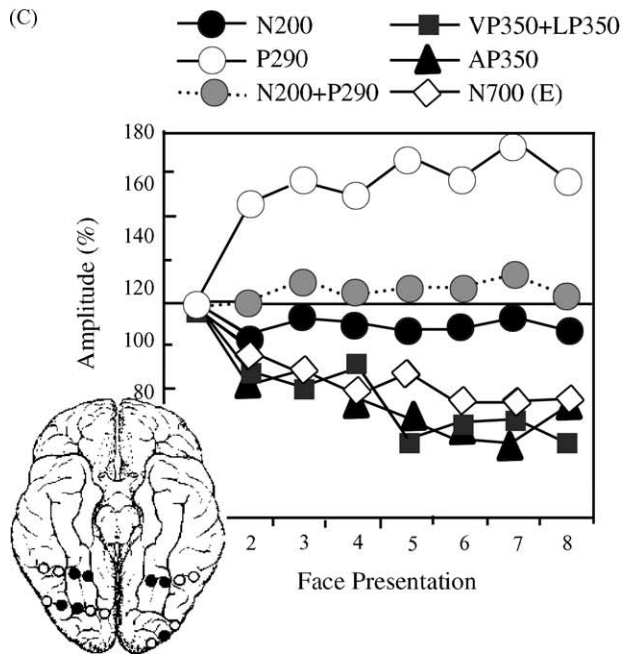 (C)
N200 VP350+LP350
P290 AP350
N200+P290 N700 (E)
180
160
140
120
100
80
Amplitude (%)
2 3 4 5 6 7 8
Face Presentation